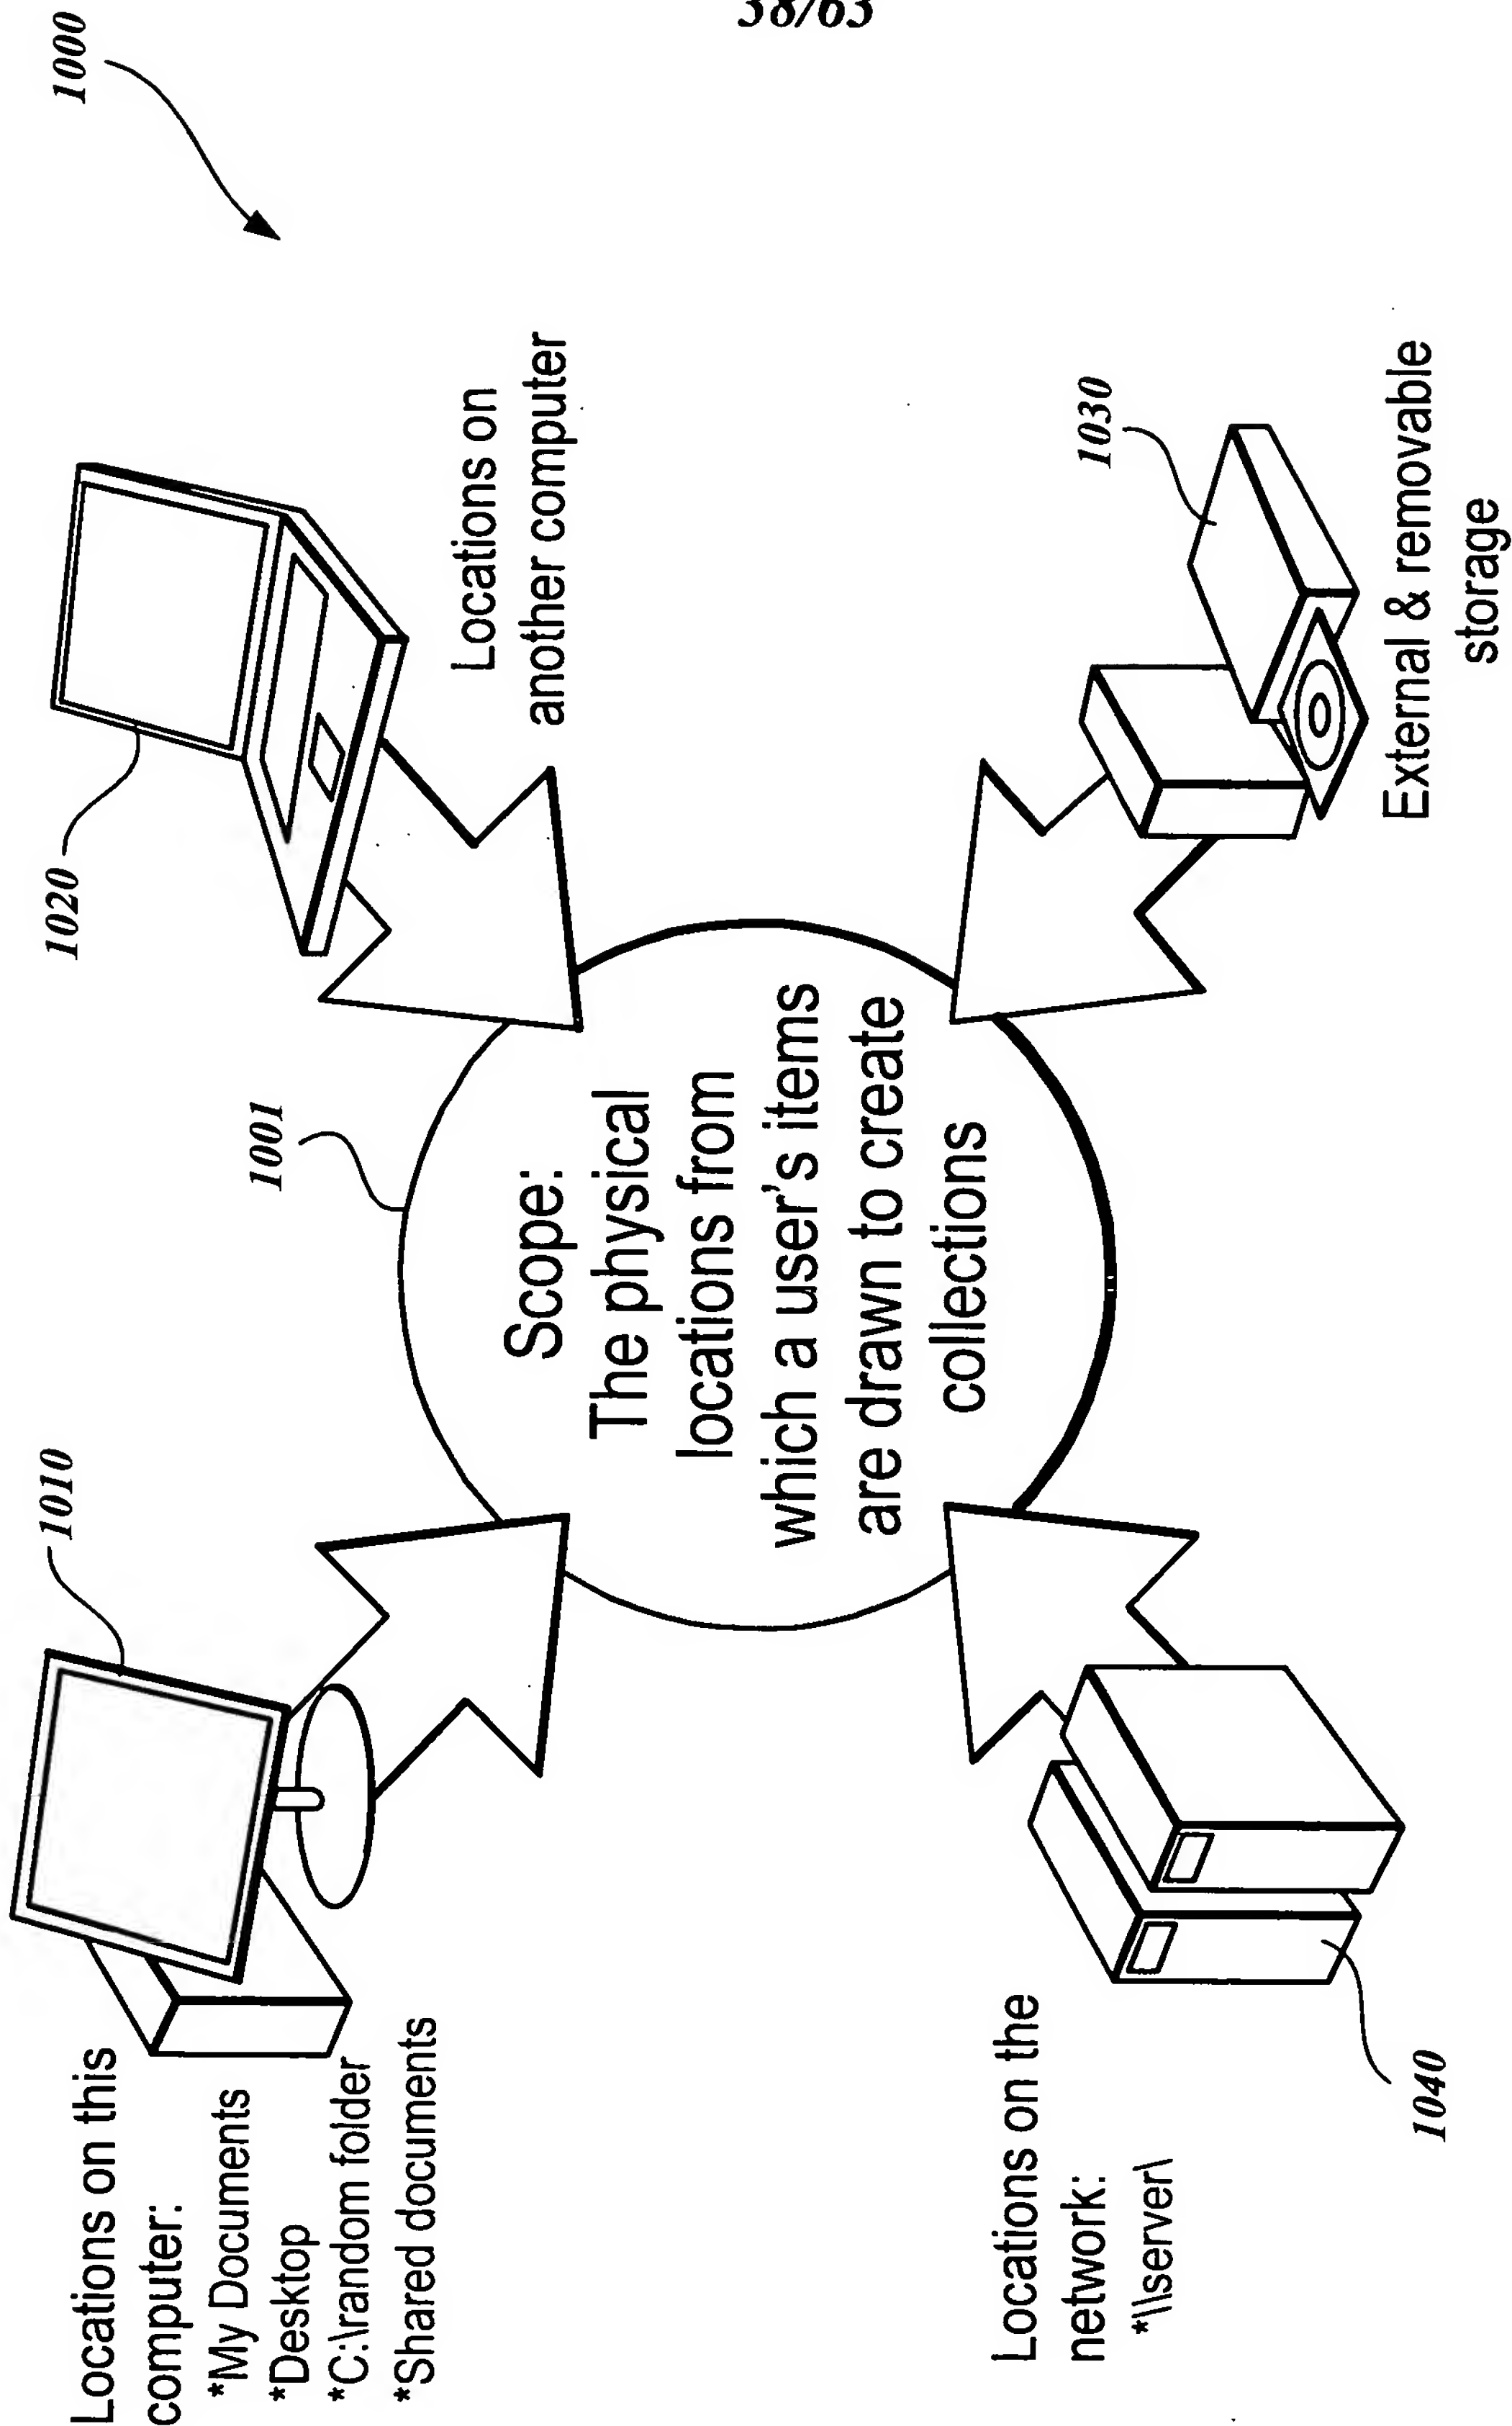 1000
1010
1020
Locations on this
computer:
*My Documents
*Desktop
*C:\random folder
*Shared documents
Locations on
another computer
1001
Scope:
The physical
locations from
which a user's items
are drawn to create
collections
Locations on the
network:
*\\\server\
1040
1030
External & removable
storage